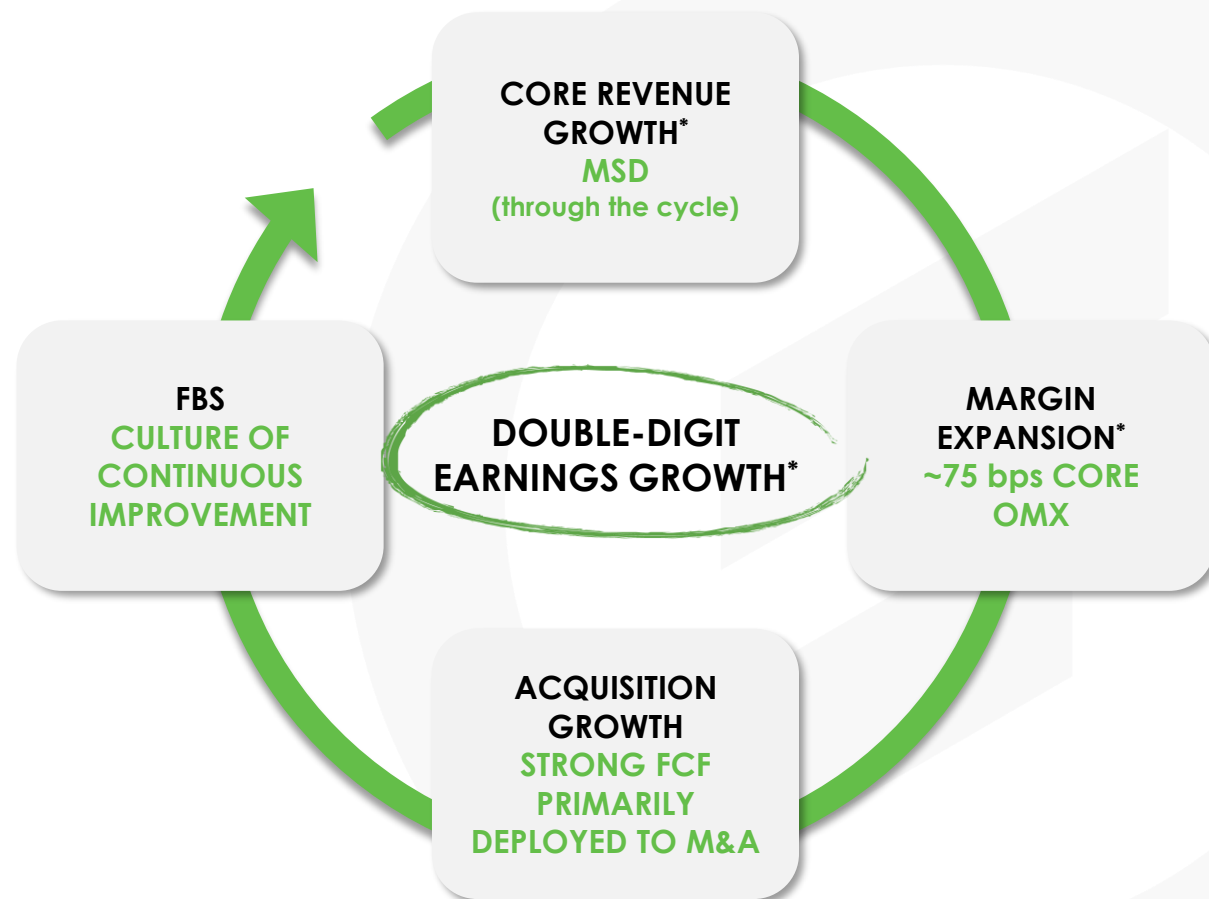 CORE REVENUE
GROWTH*
MSD
(through the cycle)
FBS
CULTURE OF
CONTINUOUS
IMPROVEMENT
DOUBLE-DIGIT
EARNINGS GROWTH*
MARGIN
EXPANSION*
~75 bps CORE
OMX
ACQUISITION
GROWTH
STRONG FCF
PRIMARILY
DEPLOYED TO M&A